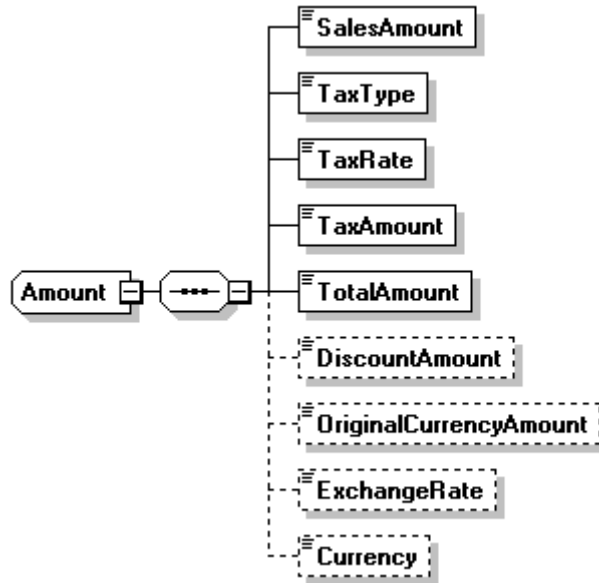 SalesAmount
TaxType
TaxRate
TaxAmount
Amount
TotalAmount
DiscountAmount
OriginalCurrencyAmount
ExchangeRate
Currency